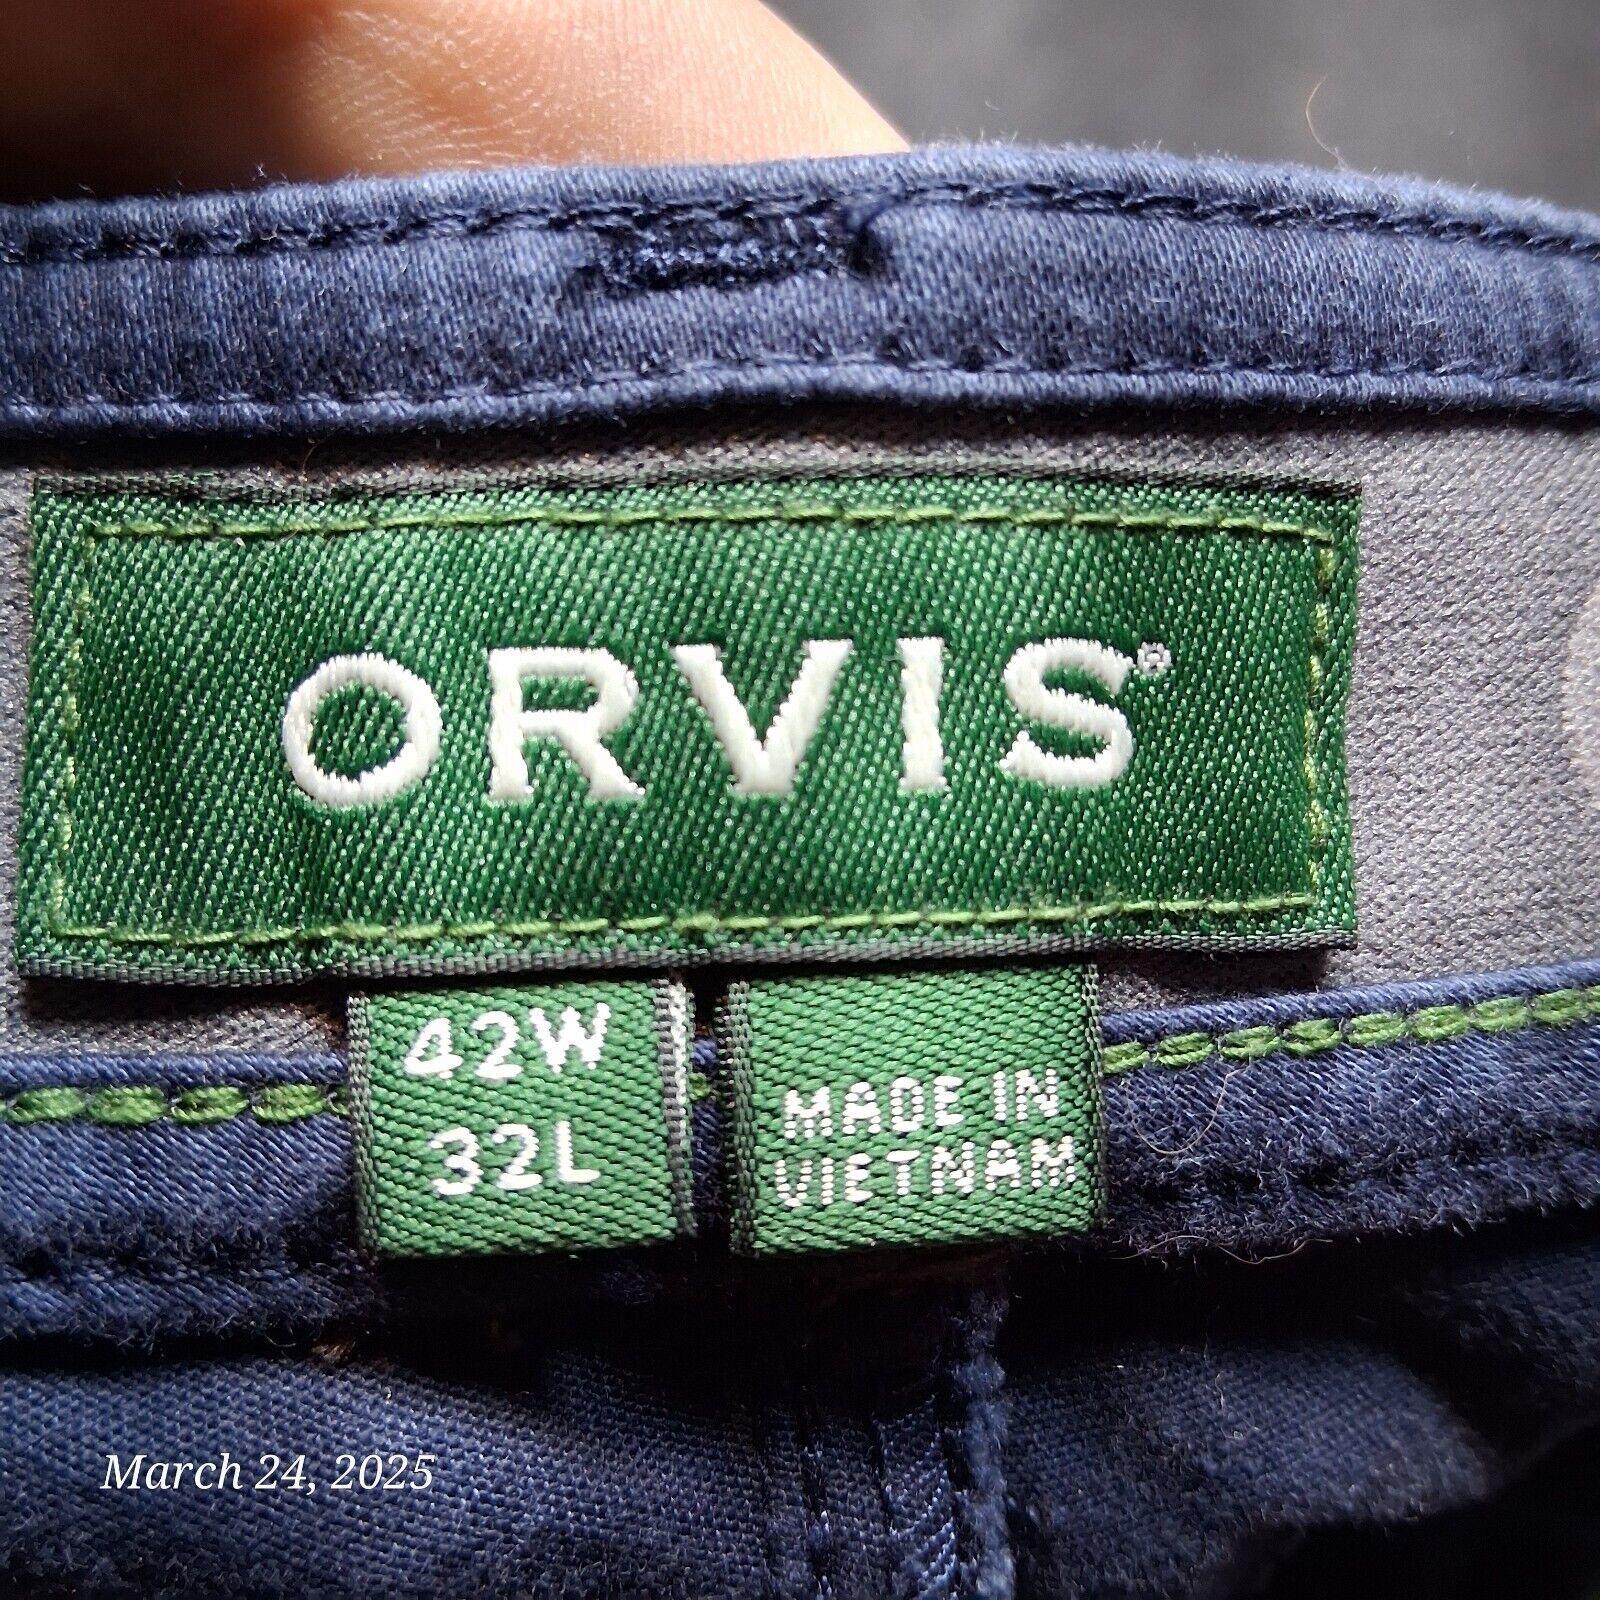 ORVIS®
42W
32L
MADE IN
VIETNAM
March 24, 2025